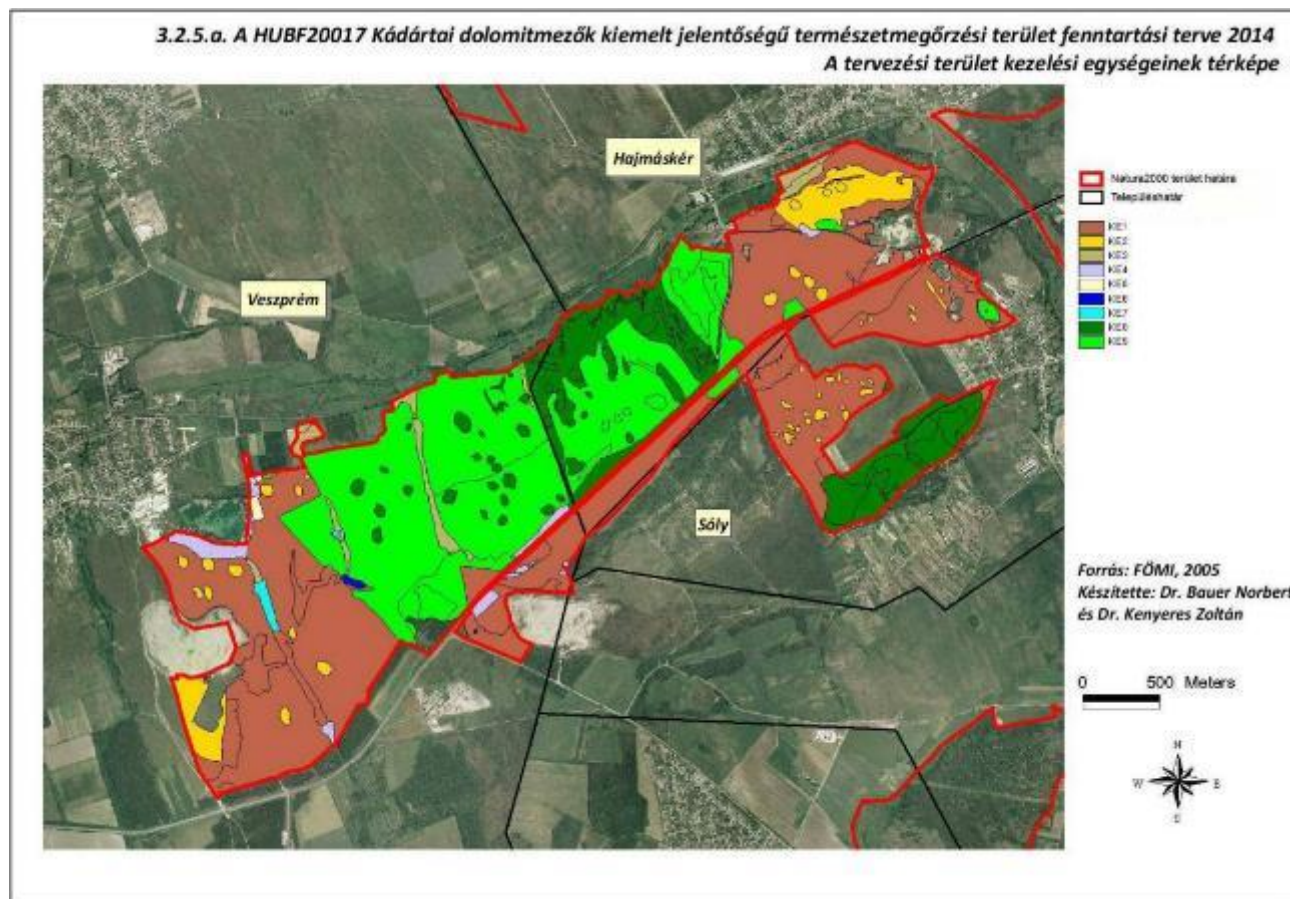 3.2.5.a. A HUBF20017 Kádártai dolomitmezők kiemelt jelentőségű természetmegőrzési terület fenntartási terve 2014
A tervezési terület kezelési egységeinek térképe
Hajmáskér
Veszprém
Sóly
Natura2000 terület határa
Településhatár
KE1
KE2
KE3
KE4
KE5
KE6
KE7
KE8
KE9
Forrás: FÖMI, 2005
Készítette: Dr. Bauer Norbert
és Dr. Kenyeres Zoltán
0 500 Meters
N
W E
S